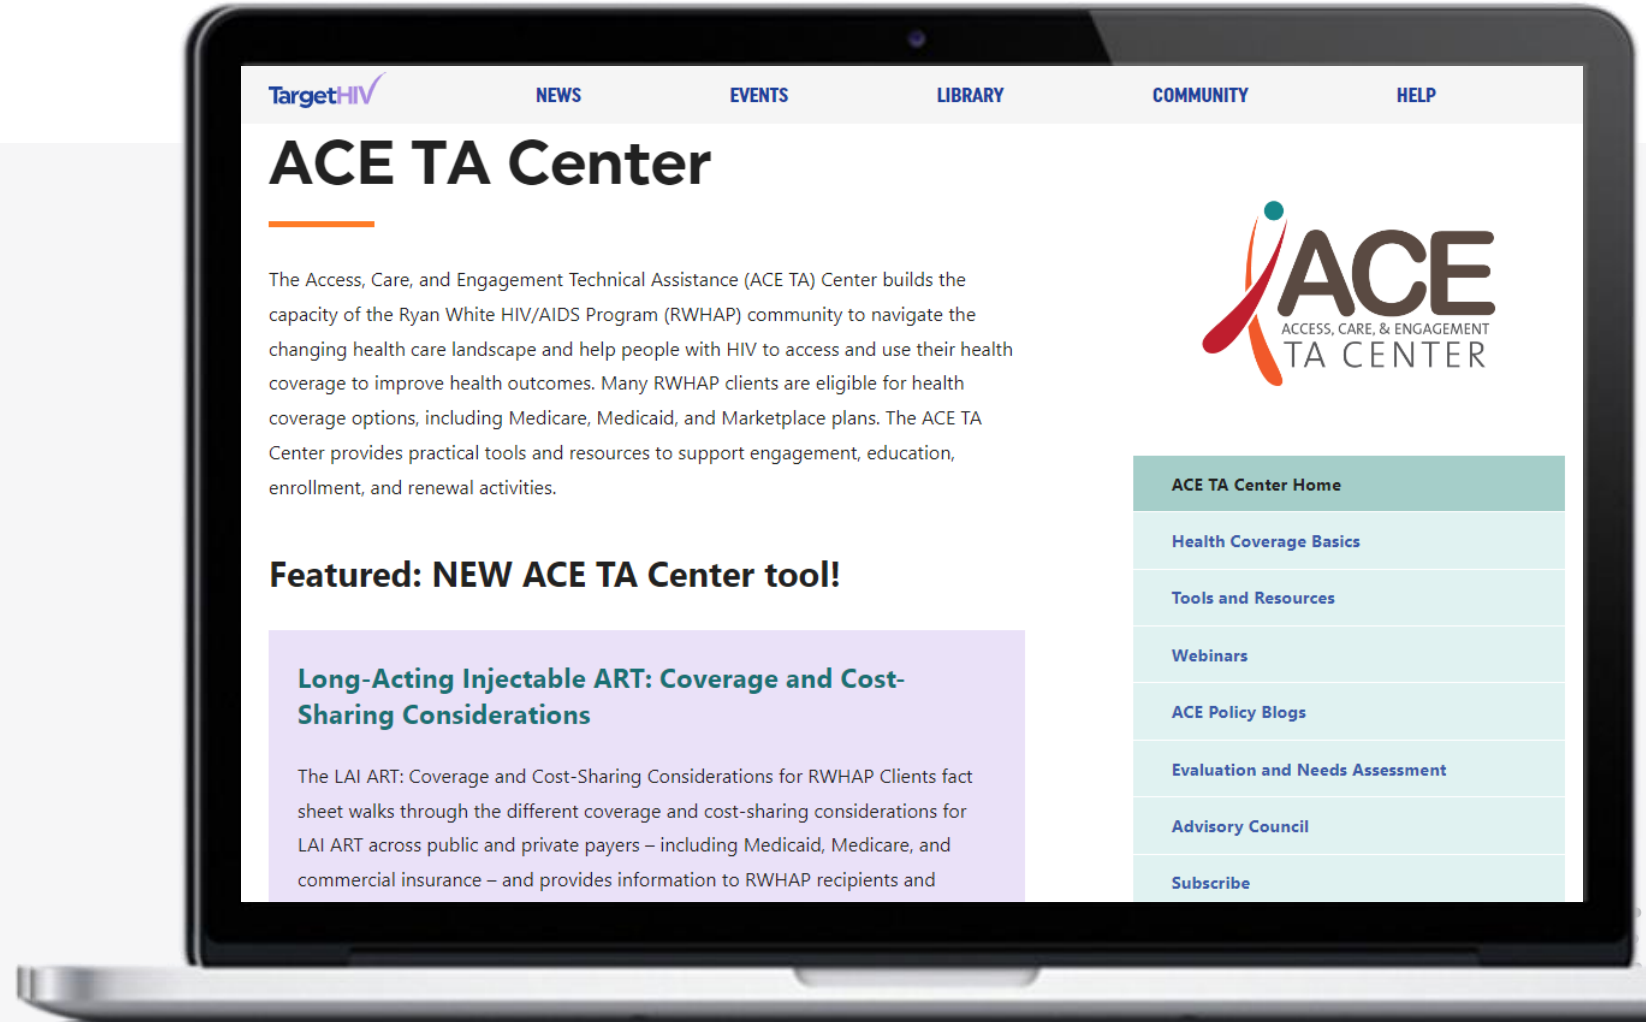 TargetHIV
NEWS
EVENTS
LIBRARY
COMMUNITY
HELP
ACE TA Center
The Access, Care, and Engagement Technical Assistance (ACE TA) Center builds the
capacity of the Ryan White HIV/AIDS Program (RWHAP) community to navigate the
changing health care landscape and help people with HIV to access and use their health
coverage to improve health outcomes. Many RWHAP clients are eligible for health
coverage options, including Medicare, Medicaid, and Marketplace plans. The ACE TA
Center provides practical tools and resources to support engagement, education,
enrollment, and renewal activities.
Featured: NEW ACE TA Center tool!
Long-Acting Injectable ART: Coverage and Cost-
Sharing Considerations
The LAI ART: Coverage and Cost-Sharing Considerations for RWHAP Clients fact
sheet walks through the different coverage and cost-sharing considerations for
LAI ART across public and private payers – including Medicaid, Medicare, and
commercial insurance – and provides information to RWHAP recipients and
ACE
ACCESS, CARE, & ENGAGEMENT
TA CENTER
ACE TA Center Home
Health Coverage Basics
Tools and Resources
Webinars
ACE Policy Blogs
Evaluation and Needs Assessment
Advisory Council
Subscribe